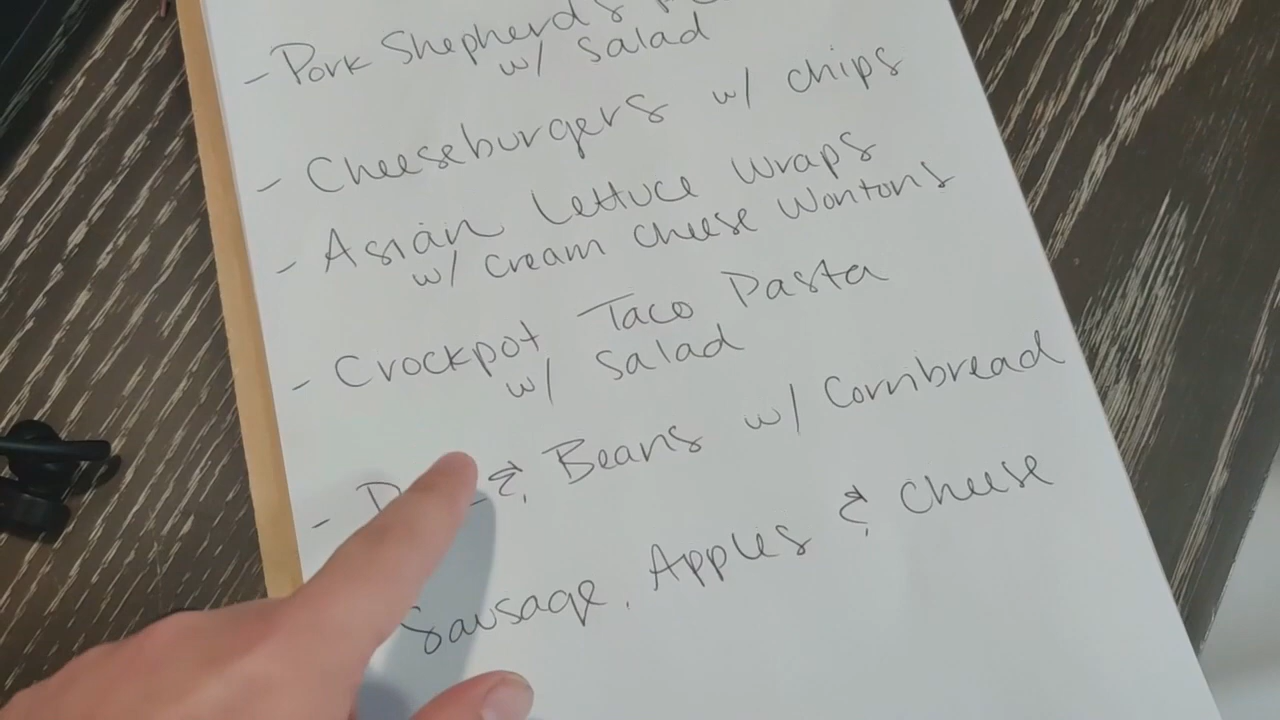 - Pork Shepherd's
w/ Salad
- Cheeseburgers w/ chips
- Asian Lettuce Wraps
w/ Cream Cheese Wontons
- Crockpot Taco Pasta
w/ Salad
- & Beans w/ Cornbread
Sausage, Apples & Cheese